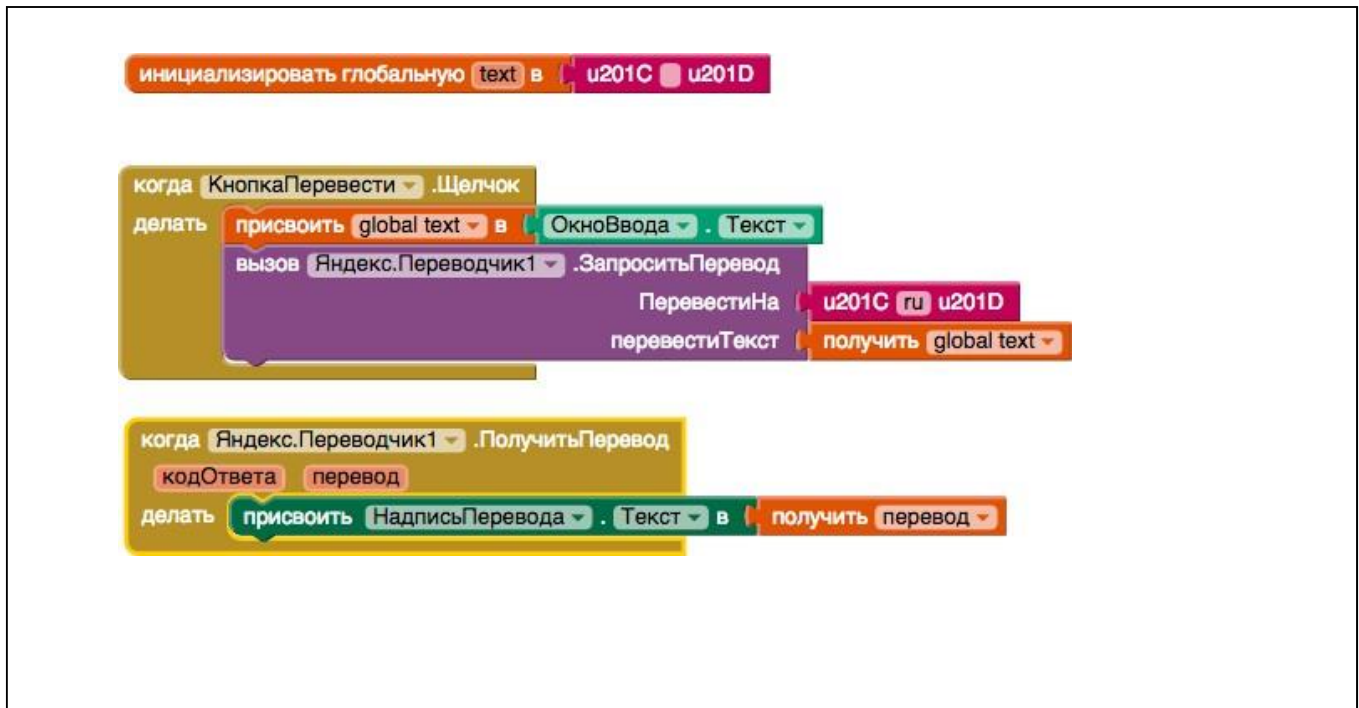 инициализировать глобальную text в u201C u201D
когда КнопкаПеревести .Щелчок
делать присвоить global text в ОкноВвода . Текст
вызов Яндекс.Переводчик1 .ЗапроситьПеревод
ПеревестиНа u201C ru u201D
перевестиТекст получить global text
когда Яндекс.Переводчик1 .ПолучитьПеревод
кодОтвета перевод
делать присвоить НадписьПеревода . Текст в получить перевод